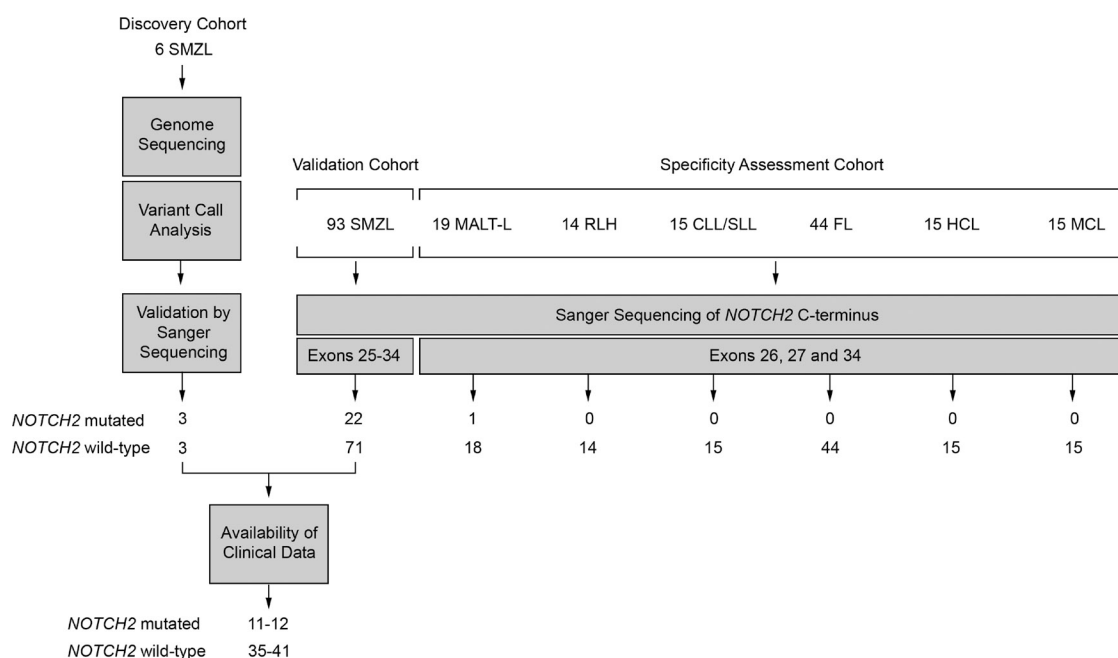 Discovery Cohort
6 SMZL
Genome
Sequencing
Variant Call
Analysis
Validation by
Sanger
Sequencing
Validation Cohort
Specificity Assessment Cohort
93 SMZL
19 MALT-L
14 RLH
15 CLL/SLL
44 FL
15 HCL
15 MCL
Sanger Sequencing of NOTCH2 C-terminus
Exons 25-34
Exons 26, 27 and 34
NOTCH2 mutated 3 22 1 0 0 0 0 0
NOTCH2 wild-type 3 71 18 14 15 44 15 15
Availability of
Clinical Data
NOTCH2 mutated 11-12
NOTCH2 wild-type 35-41